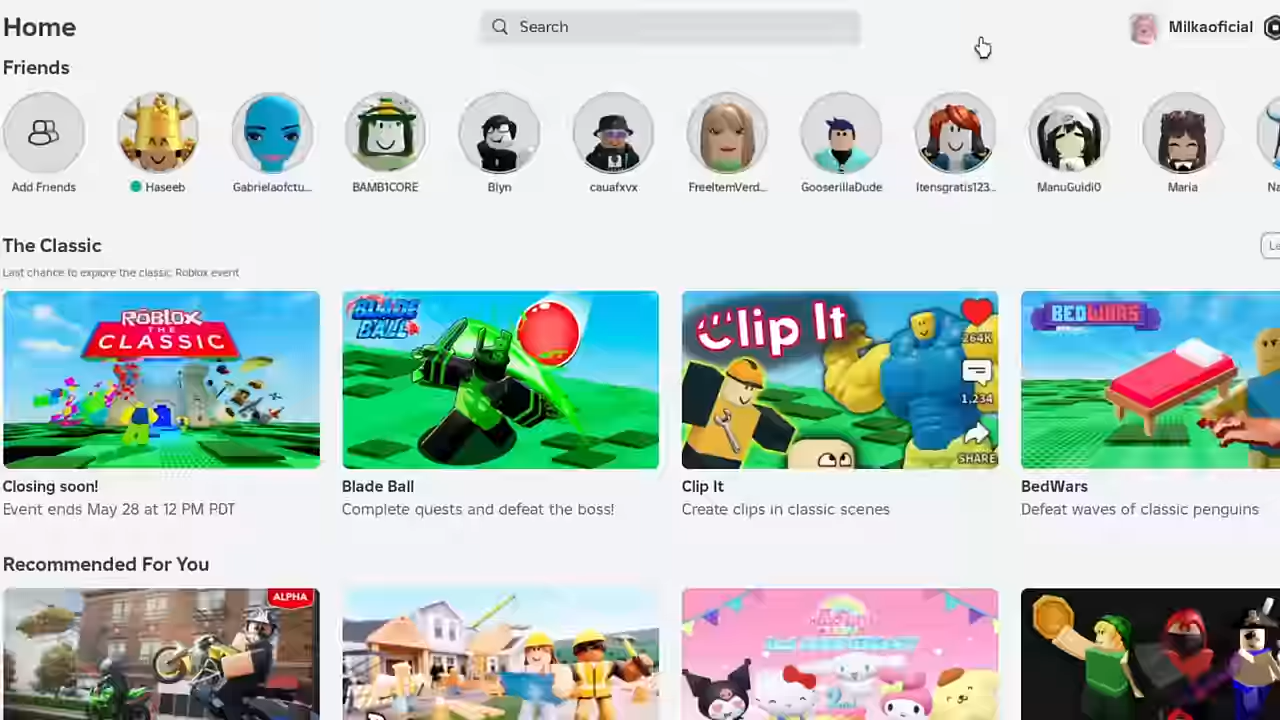 Home
Search
Milkaoficial
Friends
Add Friends
Haseeb
Gabrielaofctu...
BAMB1CORE
Blyn
cauafxvx
FreeItemVerd...
GooserillaDude
Itensgratis123...
ManuGuidi0
Maria
Na
The Classic
Le
Last chance to explore the classic Roblox event
ROBLOX
THE
CLASSIC
BLADE
BALL
Clip It
264K
1,234
SHARE
BEDWARS
Closing soon!
Event ends May 28 at 12 PM PDT
Blade Ball
Complete quests and defeat the boss!
Clip It
Create clips in classic scenes
BedWars
Defeat waves of classic penguins
Recommended For You
ALPHA